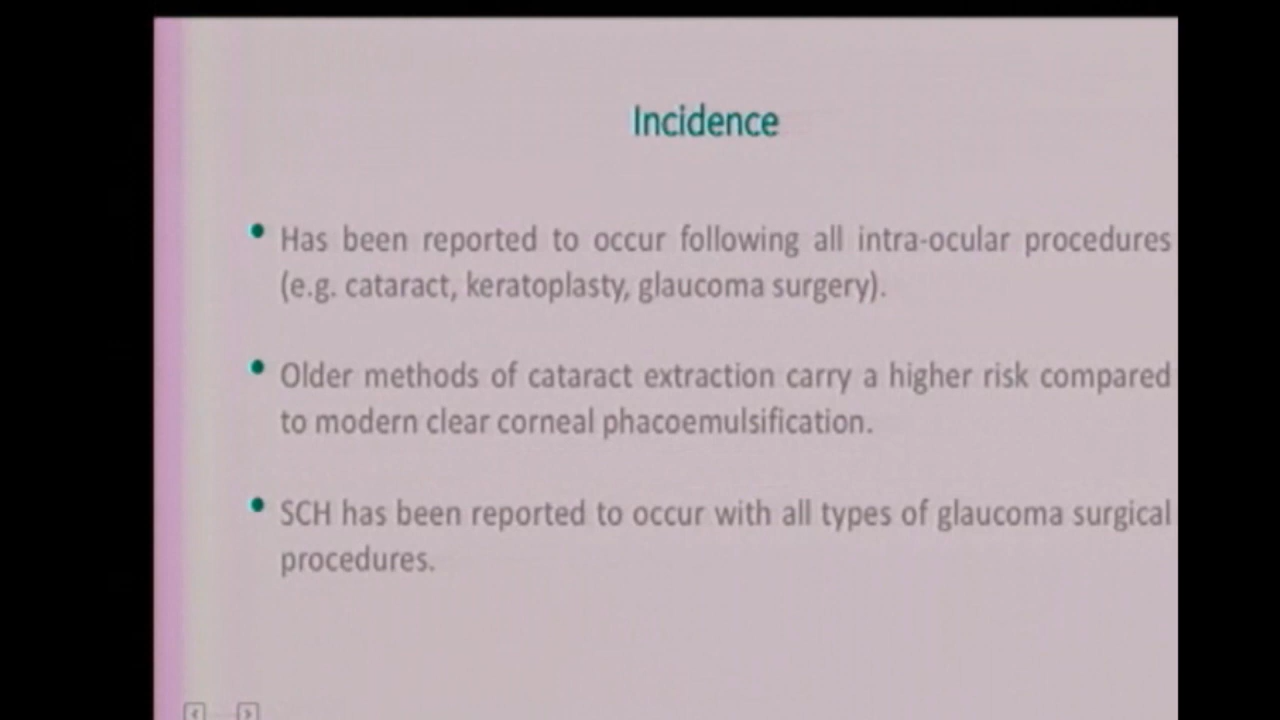 Incidence
Has been reported to occur following all intra-ocular procedures
(e.g. cataract, keratoplasty, glaucoma surgery).
Older methods of cataract extraction carry a higher risk compared
to modern clear corneal phacoemulsification.
SCH has been reported to occur with all types of glaucoma surgical
procedures.